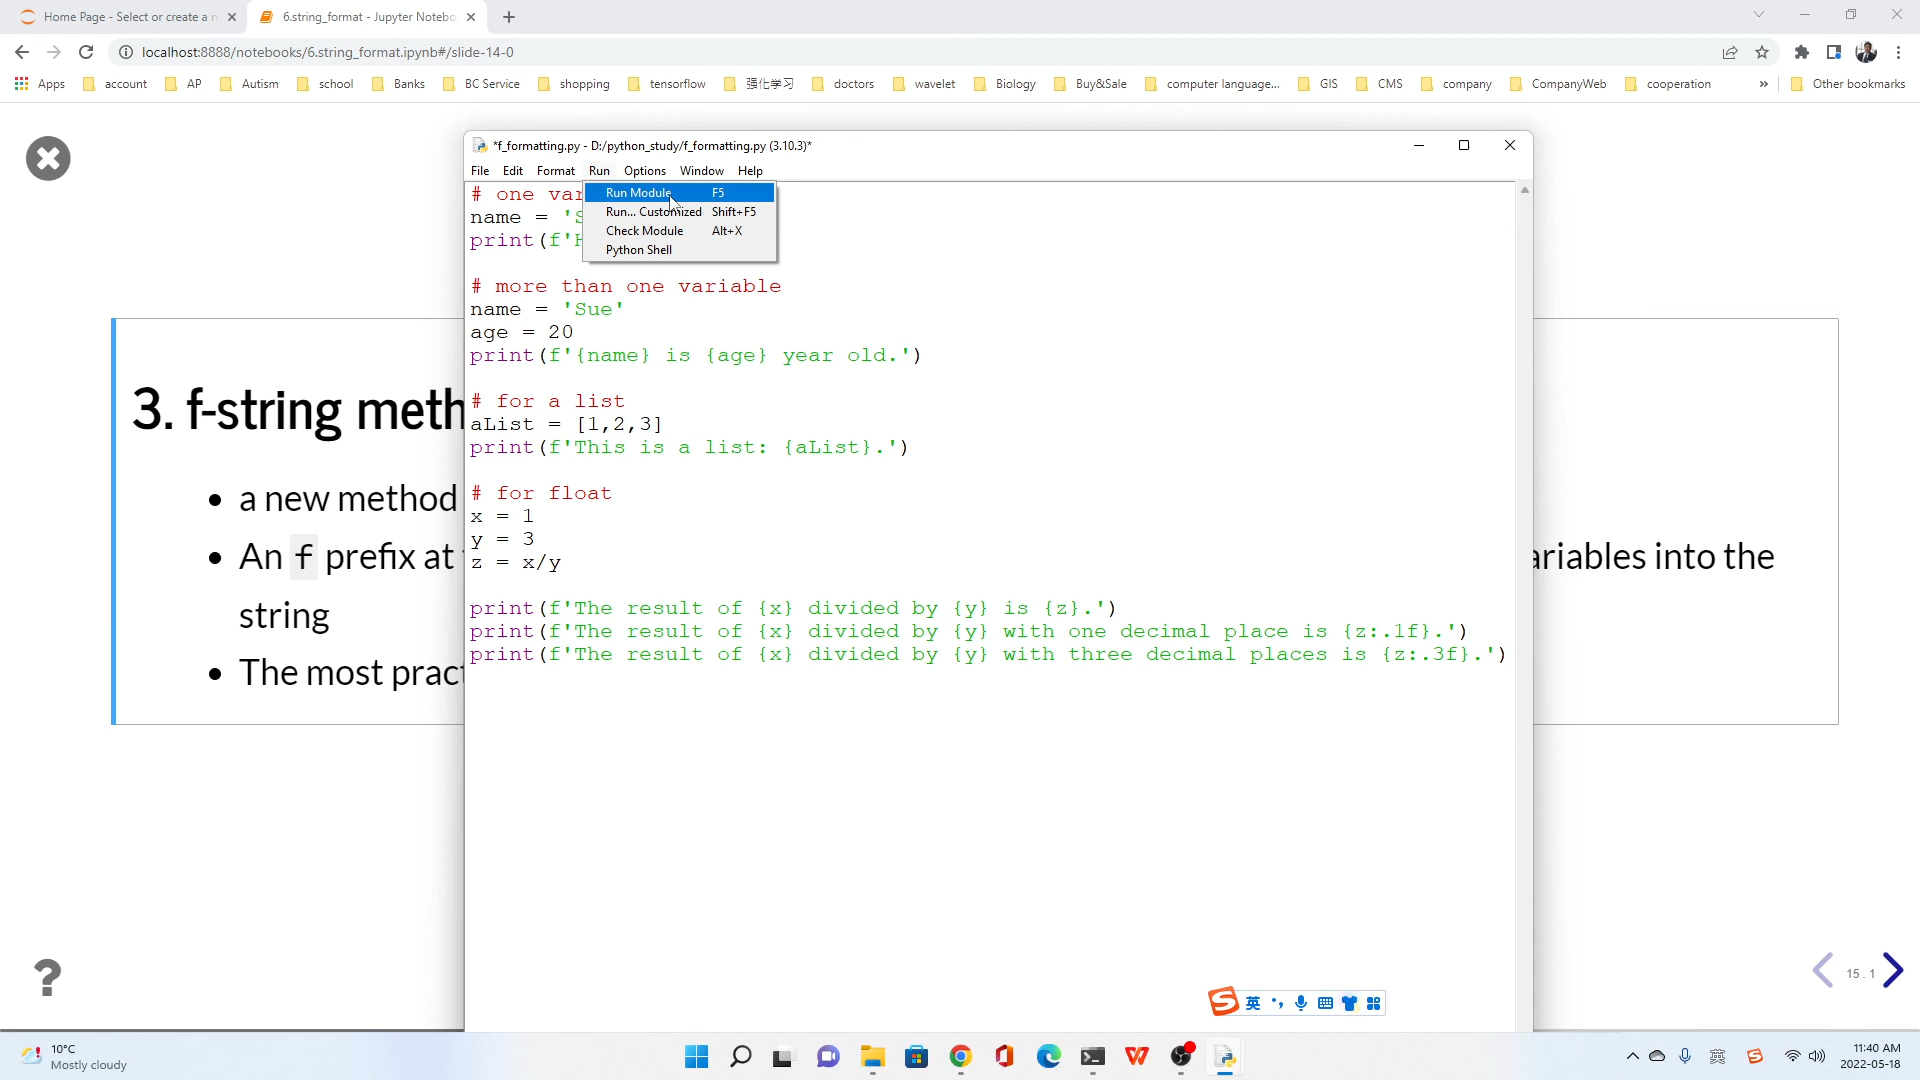 Home Page - Select or create a n
6.string_format - Jupyter Notebo
localhost:8888/notebooks/6.string_format.ipynb#/slide-14-0
Apps
account
AP
Autism
school
Banks
BC Service
shopping
tensorflow
强化学习
doctors
wavelet
Biology
Buy&Sale
computer language...
GIS
CMS
company
CompanyWeb
cooperation
»
Other bookmarks
*f_formatting.py - D:/python_study/f_formatting.py (3.10.3)*
File Edit Format Run Options Window Help
Run Module F5
Run... Customized Shift+F5
Check Module Alt+X
Python Shell
# one var
name = 'S
print(f'H
# more than one variable
name = 'Sue'
age = 20
print(f'{name} is {age} year old.')
# for a list
aList = [1,2,3]
print(f'This is a list: {aList}.')
# for float
x = 1
y = 3
z = x/y
print(f'The result of {x} divided by {y} is {z}.')
print(f'The result of {x} divided by {y} with one decimal place is {z:.1f}.')
print(f'The result of {x} divided by {y} with three decimal places is {z:.3f}.')
3. f-string meth
a new method
An f prefix at
ariables into the
string
The most pract
?
15 . 1
S 英
10°C
Mostly cloudy
英
11:40 AM
2022-05-18